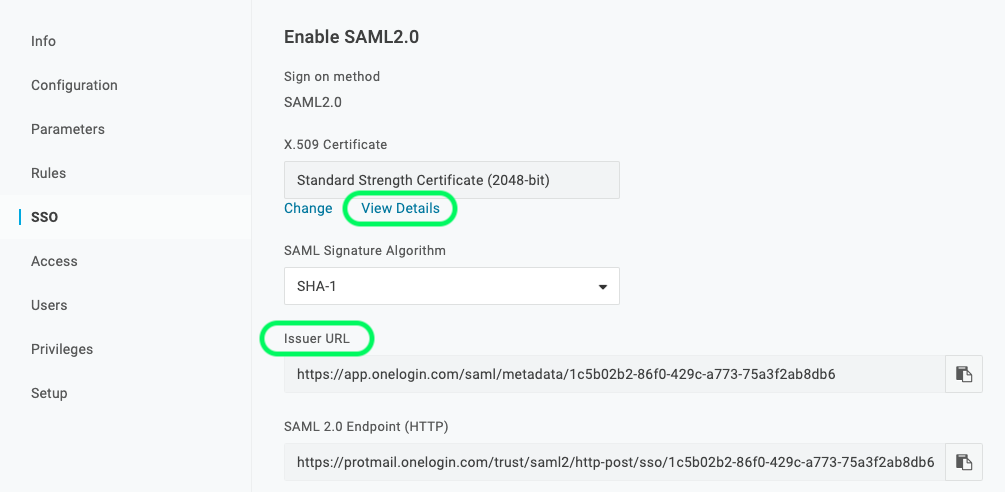 Info
Configuration
Parameters
Rules
SSO
Access
Users
Privileges
Setup
Enable SAML2.0
Sign on method
SAML2.0
X.509 Certificate
Standard Strength Certificate (2048-bit)
Change View Details
SAML Signature Algorithm
SHA-1
Issuer URL
https://app.onelogin.com/saml/metadata/1c5b02b2-86f0-429c-a773-75a3f2ab8db6
SAML 2.0 Endpoint (HTTP)
https://protmail.onelogin.com/trust/saml2/http-post/sso/1c5b02b2-86f0-429c-a773-75a3f2ab8db6